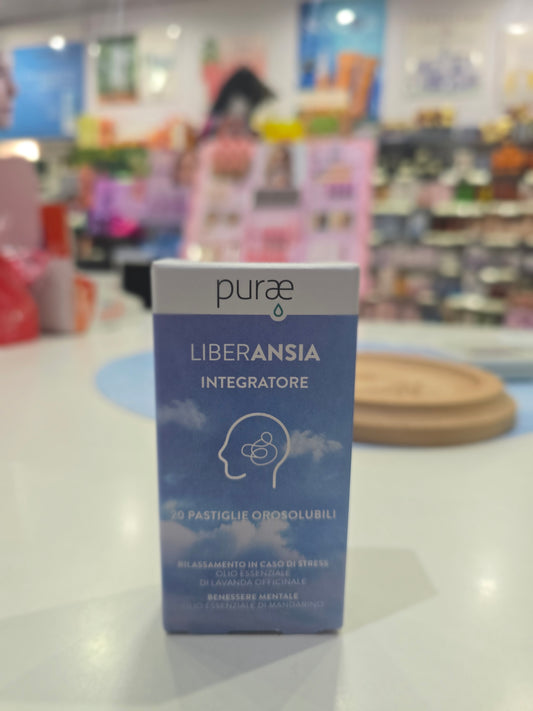 puræ
LIBERANSIA
INTEGRATORE
20 PASTIGLIE OROSOLUBILI
RILASSAMENTO IN CASO DI STRESS
OLIO ESSENZIALE
DI LAVANDA OFFICINALE
BENESSERE MENTALE
OLIO ESSENZIALE DI MANDARINO